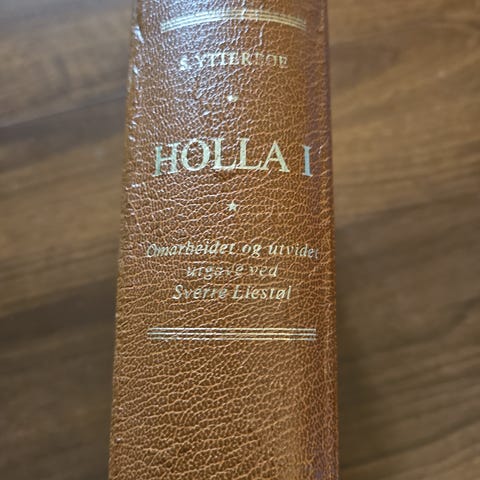 S. YTTERBØE
HOLLA I
Omarbeidet og utvidet
utgave ved
Sverre Liestøl